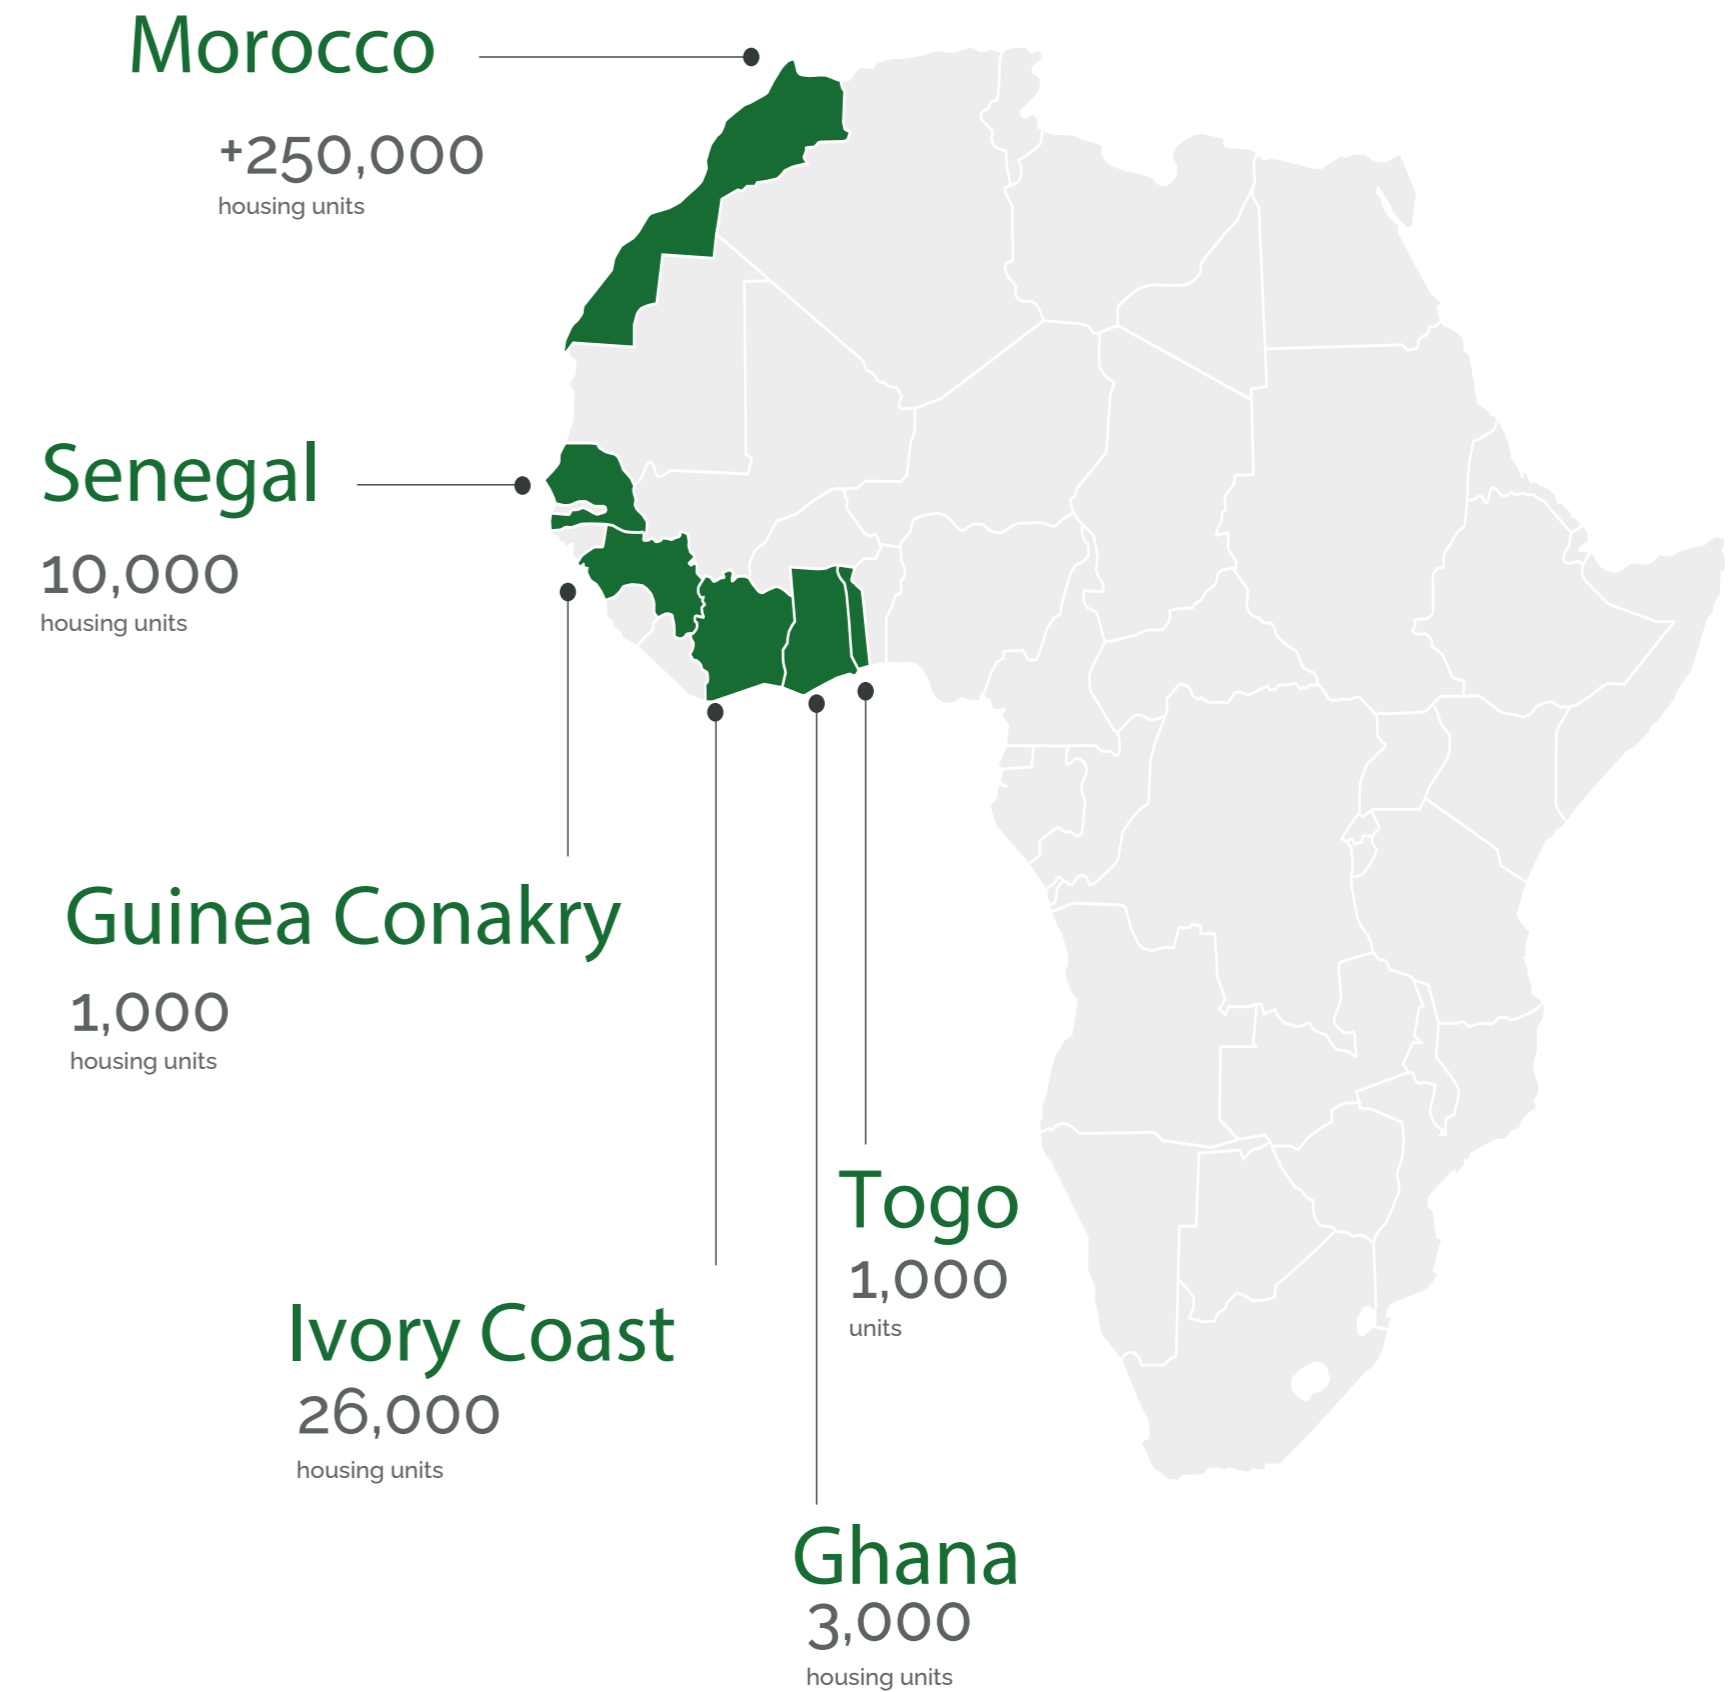 Morocco
+250,000
housing units
Senegal
10,000
housing units
Guinea Conakry
1,000
housing units
Togo
1,000
units
Ivory Coast
26,000
housing units
Ghana
3,000
housing units